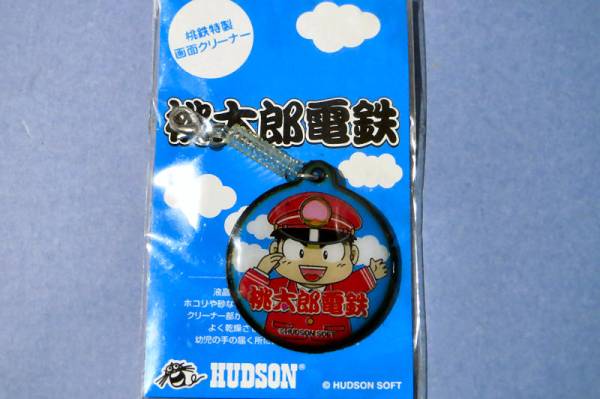 桃鉄特製
画面クリーナー
桃太郎電鉄
桃太郎電鉄
©HUDSON SOFT
液晶
ホコリや砂な
クリーナー部が
よく乾燥さ
幼児の手の届く所に
HUDSON®
© HUDSON SOFT